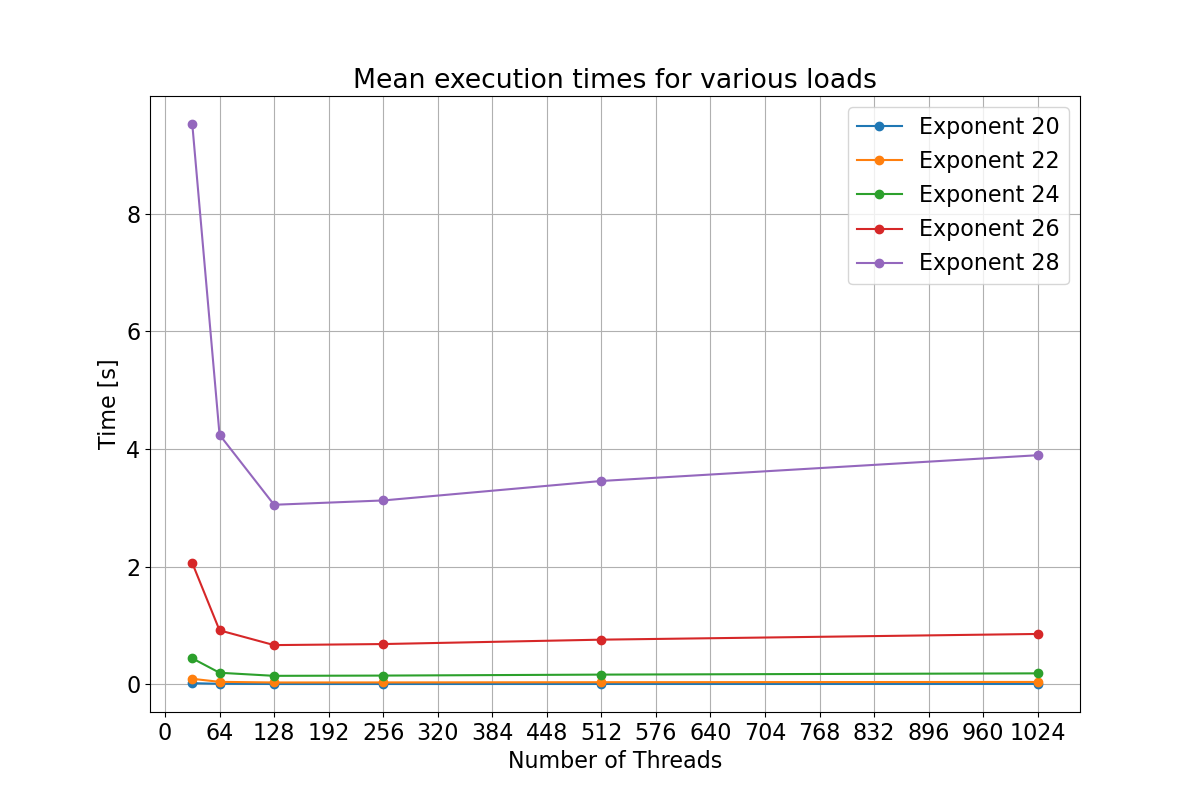 Mean execution times for various loads
Exponent 20
Exponent 22
Exponent 24
Exponent 26
Exponent 28
8
6
4
2
0
Time [s]
0 64 128 192 256 320 384 448 512 576 640 704 768 832 896 960 1024
Number of Threads